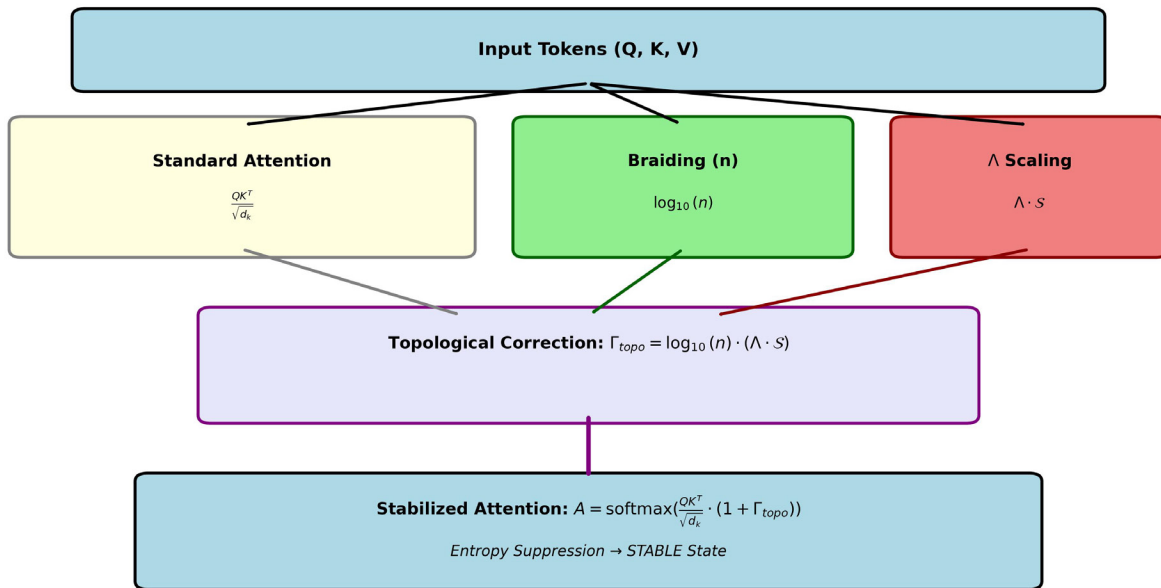 Input Tokens (Q, K, V)
Standard Attention
QK^T / √d_k
Braiding (n)
log₁₀(n)
Λ Scaling
Λ · 𝒮
Topological Correction: Γ_topo = log₁₀(n) · (Λ · 𝒮)
Stabilized Attention: A = softmax(QK^T / √d_k · (1 + Γ_topo))
Entropy Suppression → STABLE State